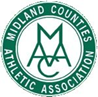 MIDLAND COUNTIES
ATHLETIC ASSOCIATION
MCAA